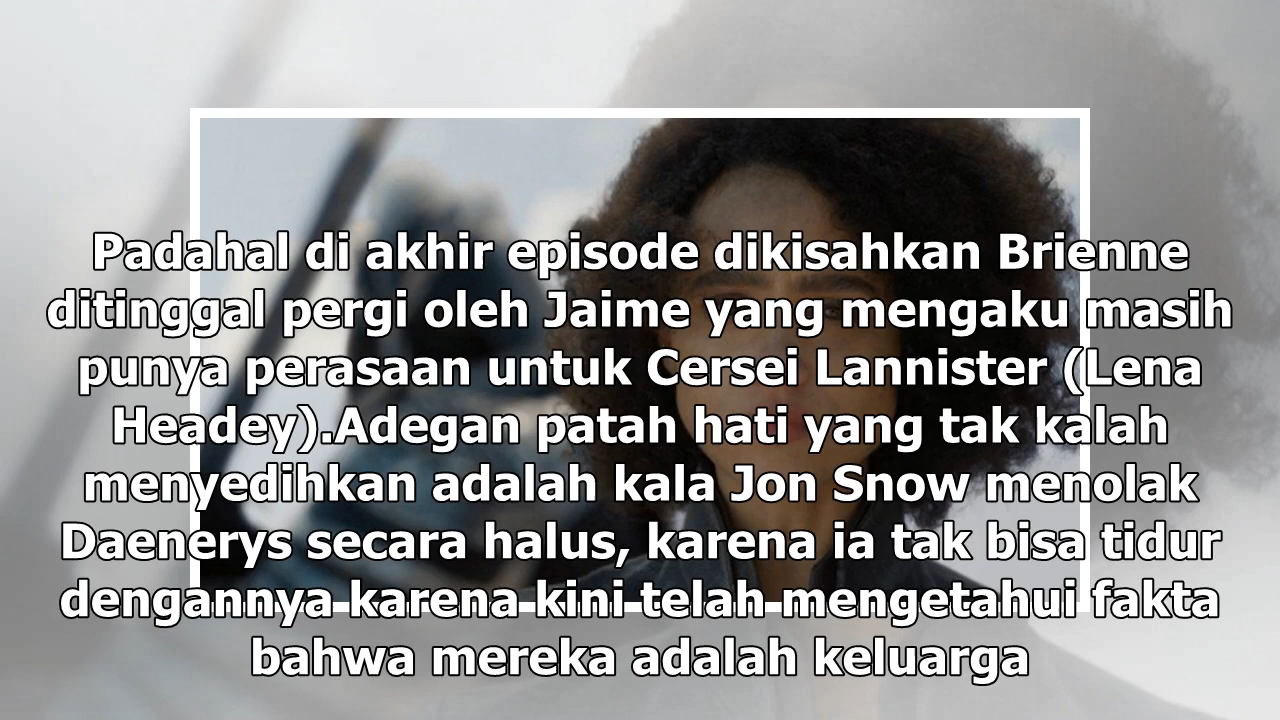 Padahal di akhir episode dikisahkan Brienne
ditinggal pergi oleh Jaime yang mengaku masih
punya perasaan untuk Cersei Lannister (Lena
Headey).Adegan patah hati yang tak kalah
menyedihkan adalah kala Jon Snow menolak
Daenerys secara halus, karena ia tak bisa tidur
dengannya karena kini telah mengetahui fakta
bahwa mereka adalah keluarga